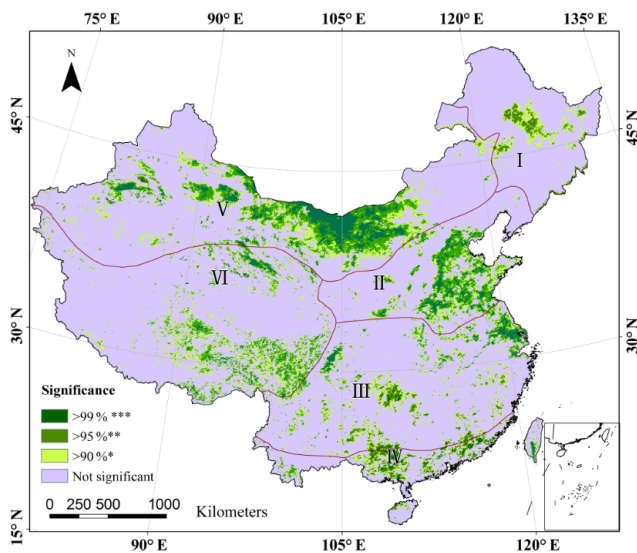 75° E 90° E 105° E 120° E 135° E
N
45° N
45° N
I
V
VI
II
30° N
30° N
III
Significance
>99 % ***
>95 %**
>90 %*
Not significant
IV
0 250 500 1000
Kilometers
15° N
90° E 105° E 120° E